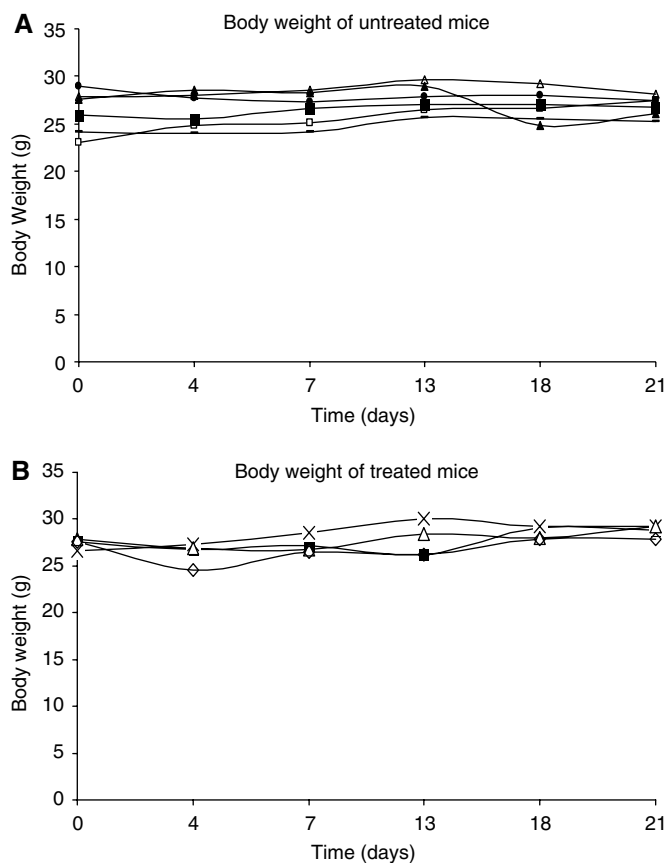 A
Body weight of untreated mice
35
30
25
20
15
10
5
0
Body Weight (g)
0 4 7 13 18 21
Time (days)
B
Body weight of treated mice
35
30
25
20
15
10
5
0
Body weight (g)
0 4 7 13 18 21
Time (days)